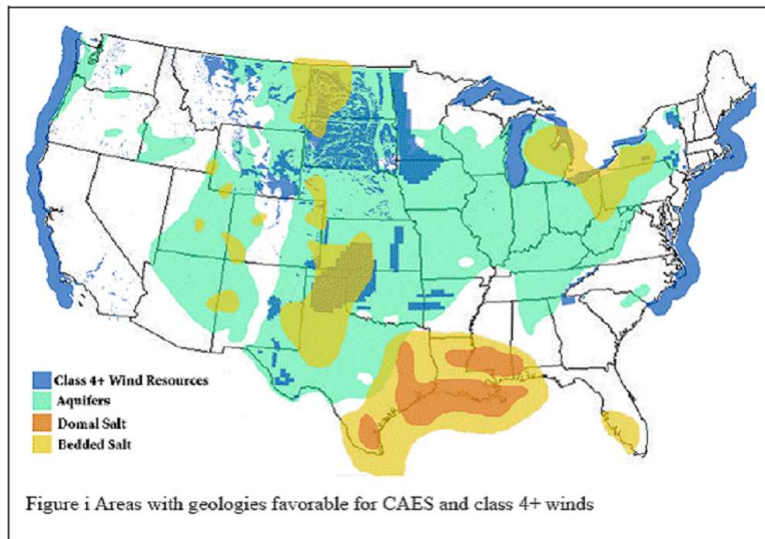 Class 4+ Wind Resources
Aquifers
Domal Salt
Bedded Salt
Figure i Areas with geologies favorable for CAES and class 4+ winds